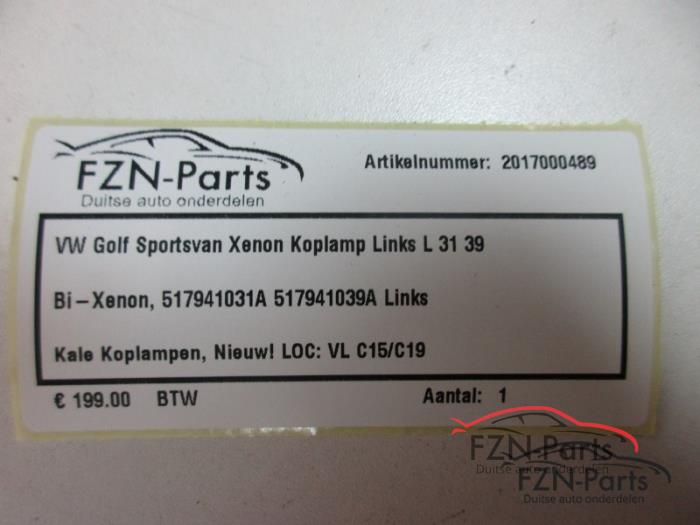 FZN-Parts
Duitse auto onderdelen
Artikelnummer: 2017000489
VW Golf Sportsvan Xenon Koplamp Links L 31 39
Bi-Xenon, 517941031A 517941039A Links
Kale Koplampen, Nieuw! LOC: VL C15/C19
€ 199.00 BTW
Aantal: 1
FZN-Parts
Duitse auto onderdelen
FZN-Parts
Duitse auto onderdelen